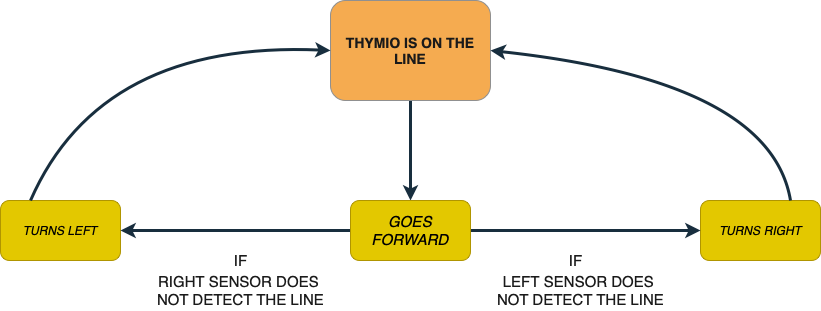 THYMIO IS ON THE
LINE
TURNS LEFT
GOES
FORWARD
TURNS RIGHT
IF
RIGHT SENSOR DOES
NOT DETECT THE LINE
IF
LEFT SENSOR DOES
NOT DETECT THE LINE